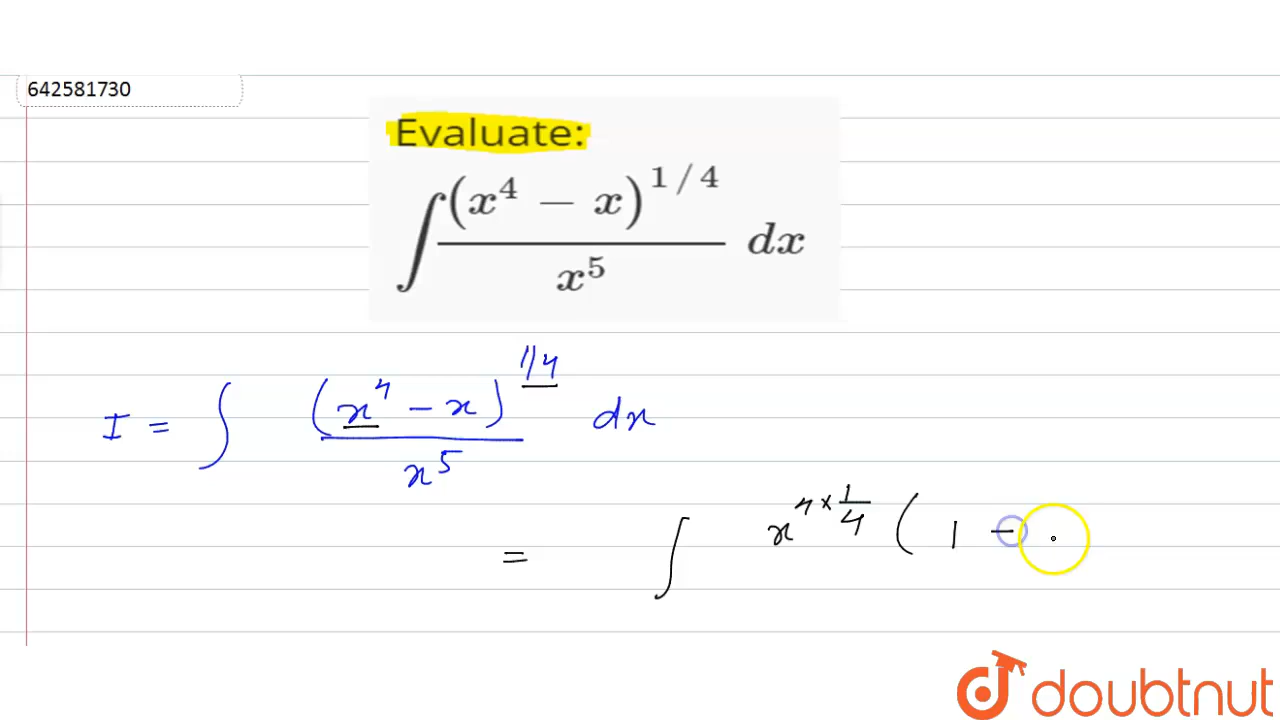 642581730
Evaluate:
∫ (x⁴ − x)^{1/4} / x⁵ dx
I = ∫ (x⁴ − x)^{1/4} / x⁵ dx
= ∫ x^{4×1/4} ( 1 −
doubtnut